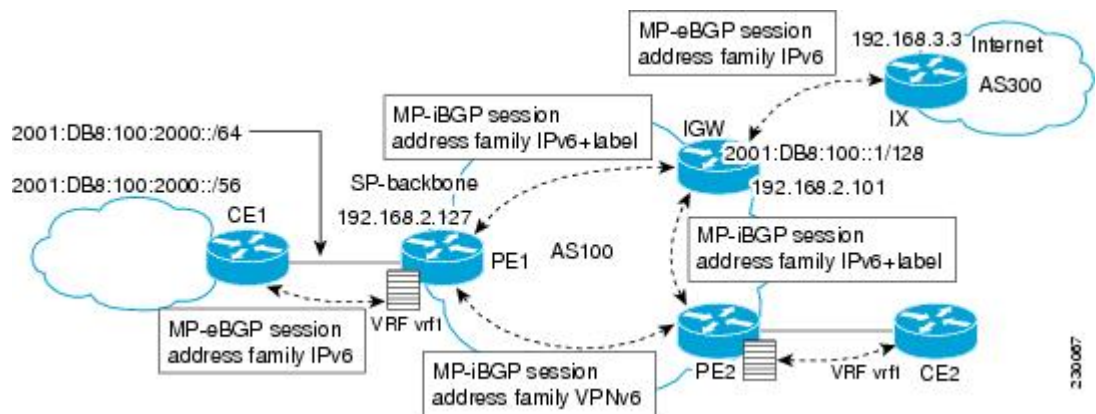 MP-eBGP session
address family IPv6
192.168.3.3
Internet
AS300
IX
MP-iBGP session
address family IPv6+label
IGW
2001:DB8:100::1/128
192.168.2.101
2001:DB8:100:2000::/64
2001:DB8:100:2000::/56
SP-backbone
192.168.2.127
CE1
PE1
AS100
MP-iBGP session
address family IPv6+label
MP-eBGP session
address family IPv6
VRF vrf1
MP-iBGP session
address family VPNv6
PE2
VRF vrf1
CE2
230667